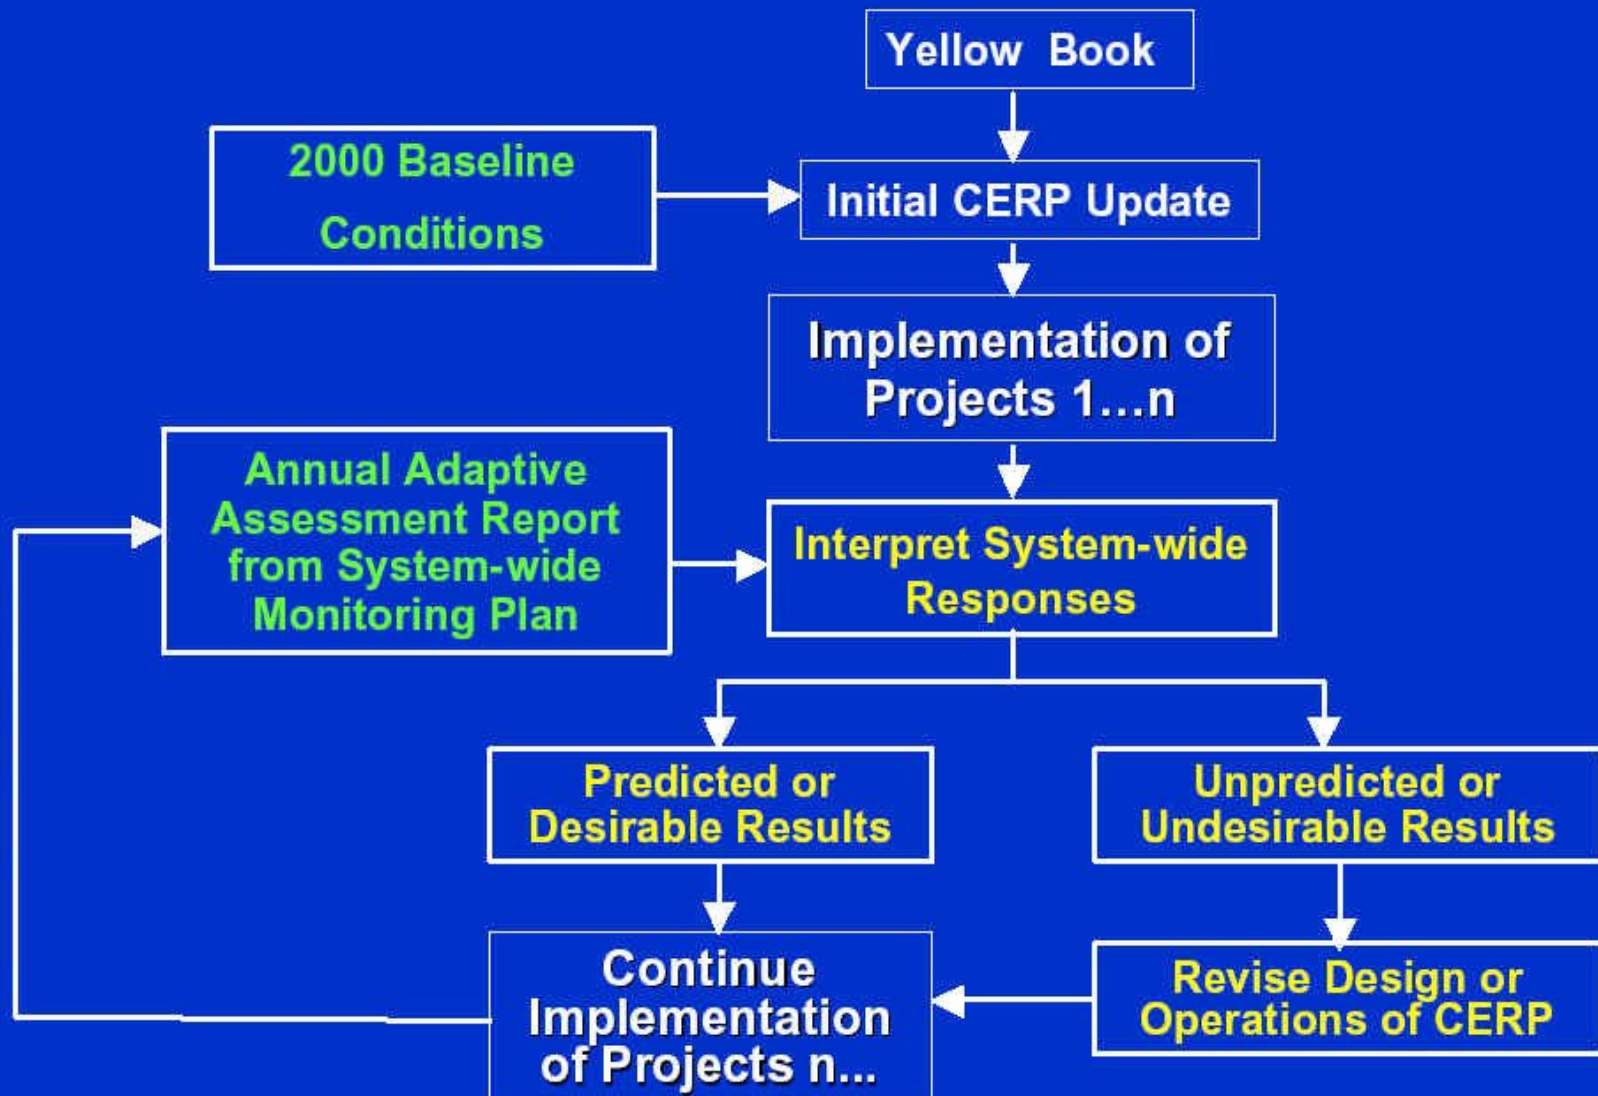 Yellow Book
2000 Baseline
Conditions
Initial CERP Update
Implementation of
Projects 1...n
Annual Adaptive
Assessment Report
from System-wide
Monitoring Plan
Interpret System-wide
Responses
Predicted or
Desirable Results
Unpredicted or
Undesirable Results
Continue
Implementation
of Projects n...
Revise Design or
Operations of CERP